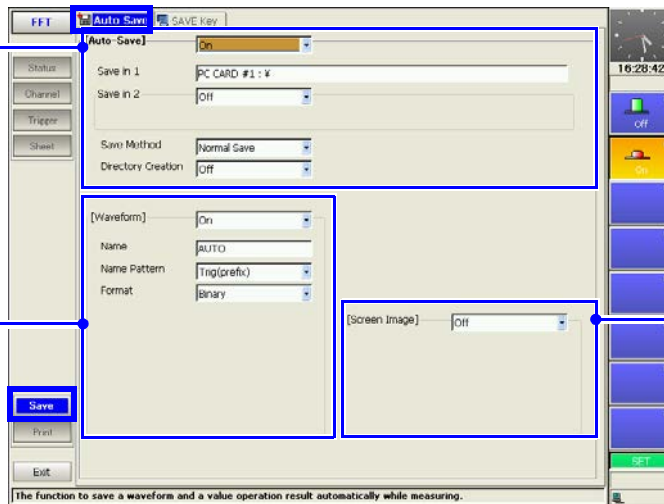 FFT
Auto Save
SAVE Key
[Auto Save]
On
Status
Save in 1
PC CARD #1 : ¥
16:28:42
Channel
Save in 2
Off
Trigger
Off
Sheet
Save Method
Normal Save
Directory Creation
Off
On
[Waveform]
On
Name
AUTO
Name Pattern
Trig(prefix)
Format
Binary
[Screen Image]
Off
Save
Print
Exit
SET
The function to save a waveform and a value operation result automatically while measuring.